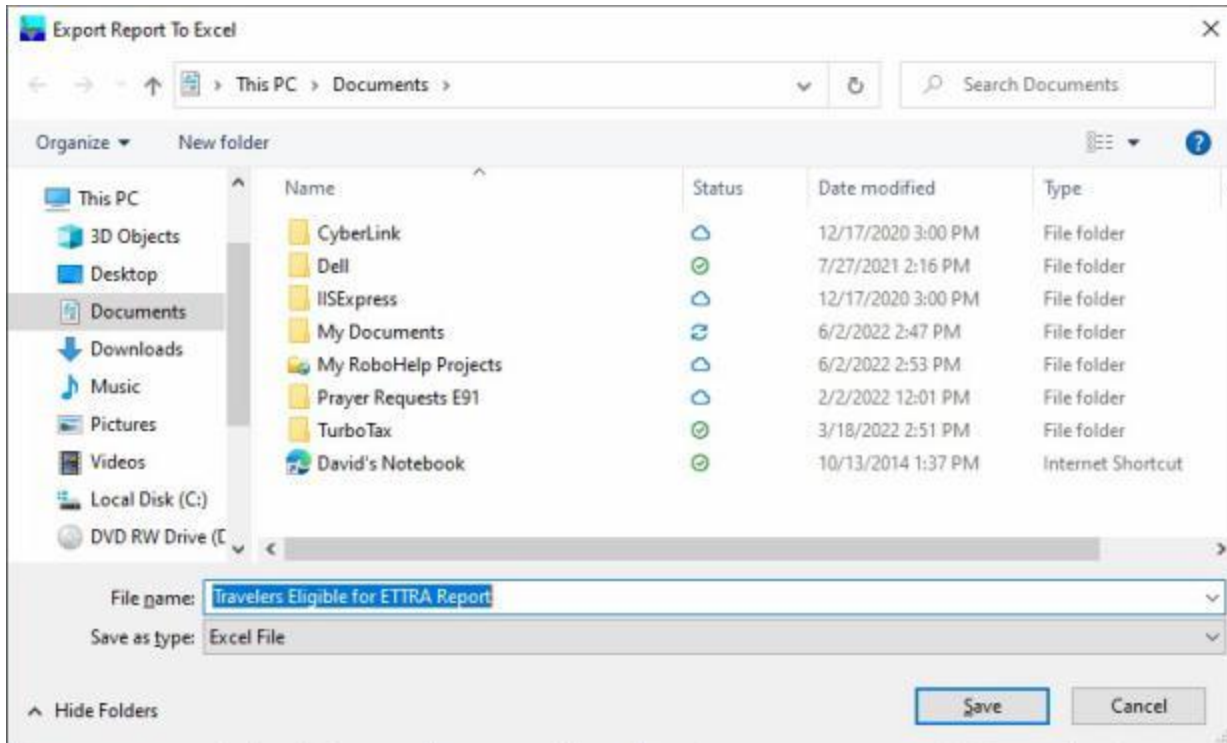 Export Report To Excel
This PC > Documents >
Search Documents
Organize
New folder
Name Status Date modified Type
This PC
3D Objects
Desktop
Documents
Downloads
Music
Pictures
Videos
Local Disk (C:)
DVD RW Drive (D
CyberLink 12/17/2020 3:00 PM File folder
Dell 7/27/2021 2:16 PM File folder
IISExpress 12/17/2020 3:00 PM File folder
My Documents 6/2/2022 2:47 PM File folder
My RoboHelp Projects 6/2/2022 2:53 PM File folder
Prayer Requests E91 2/2/2022 12:01 PM File folder
TurboTax 3/18/2022 2:51 PM File folder
David's Notebook 10/13/2014 1:37 PM Internet Shortcut
File name: Travelers Eligible for ETTRA Report
Save as type: Excel File
Hide Folders
Save
Cancel